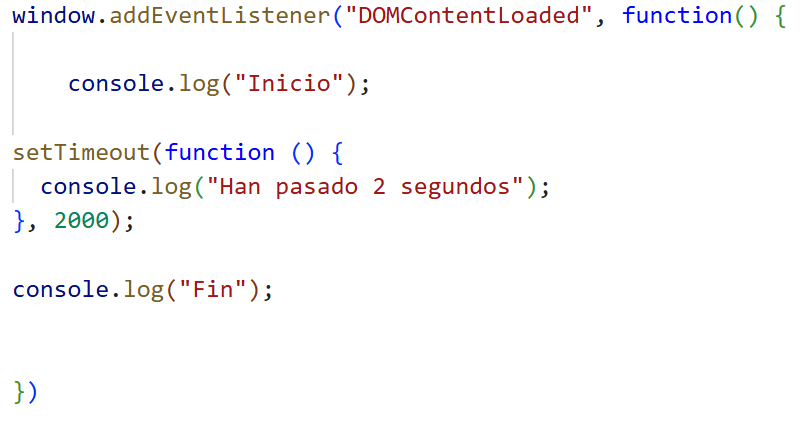 window.addEventListener("DOMContentLoaded", function() {
    console.log("Inicio");
setTimeout(function () {
  console.log("Han pasado 2 segundos");
}, 2000);
console.log("Fin");
})